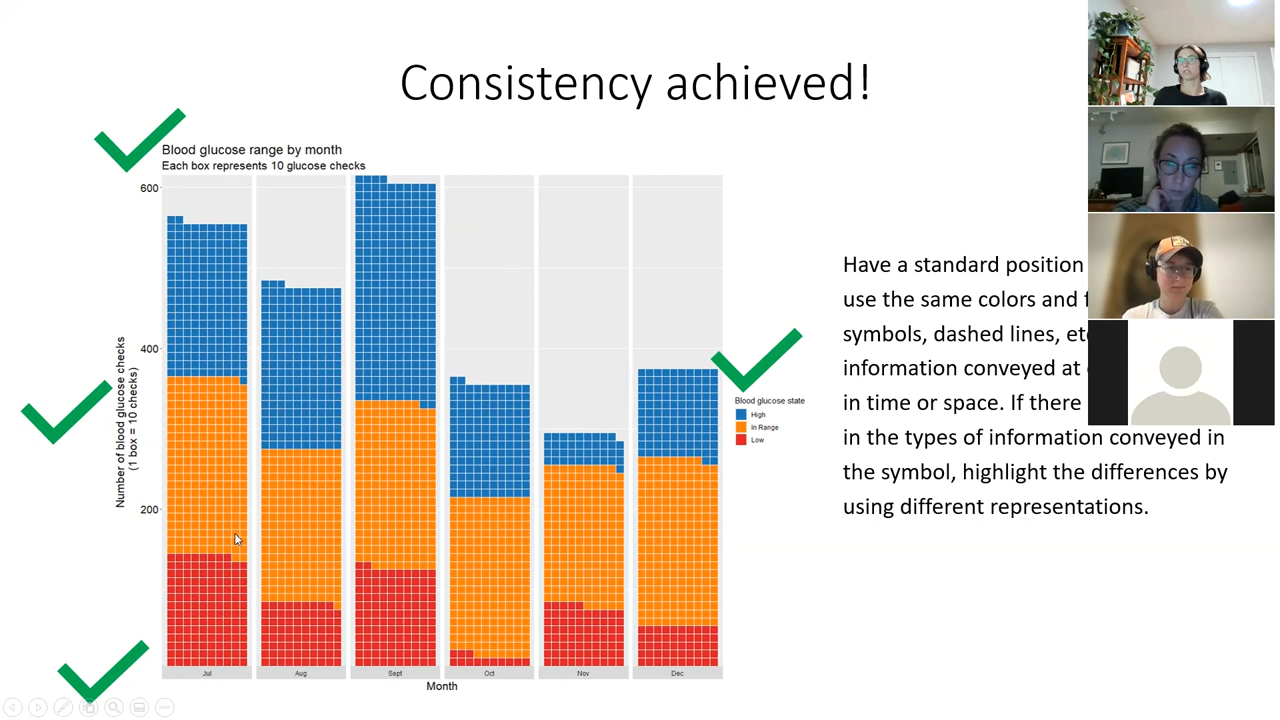 Consistency achieved!
Blood glucose range by month
Each box represents 10 glucose checks
600
400
200
Number of blood glucose checks
(1 box = 10 checks)
Jul Aug Sept Oct Nov Dec
Month
Blood glucose state
High
In Range
Low
Have a standard position
use the same colors and
symbols, dashed lines,
information conveyed at
in time or space. If there
in the types of information conveyed in
the symbol, highlight the differences by
using different representations.